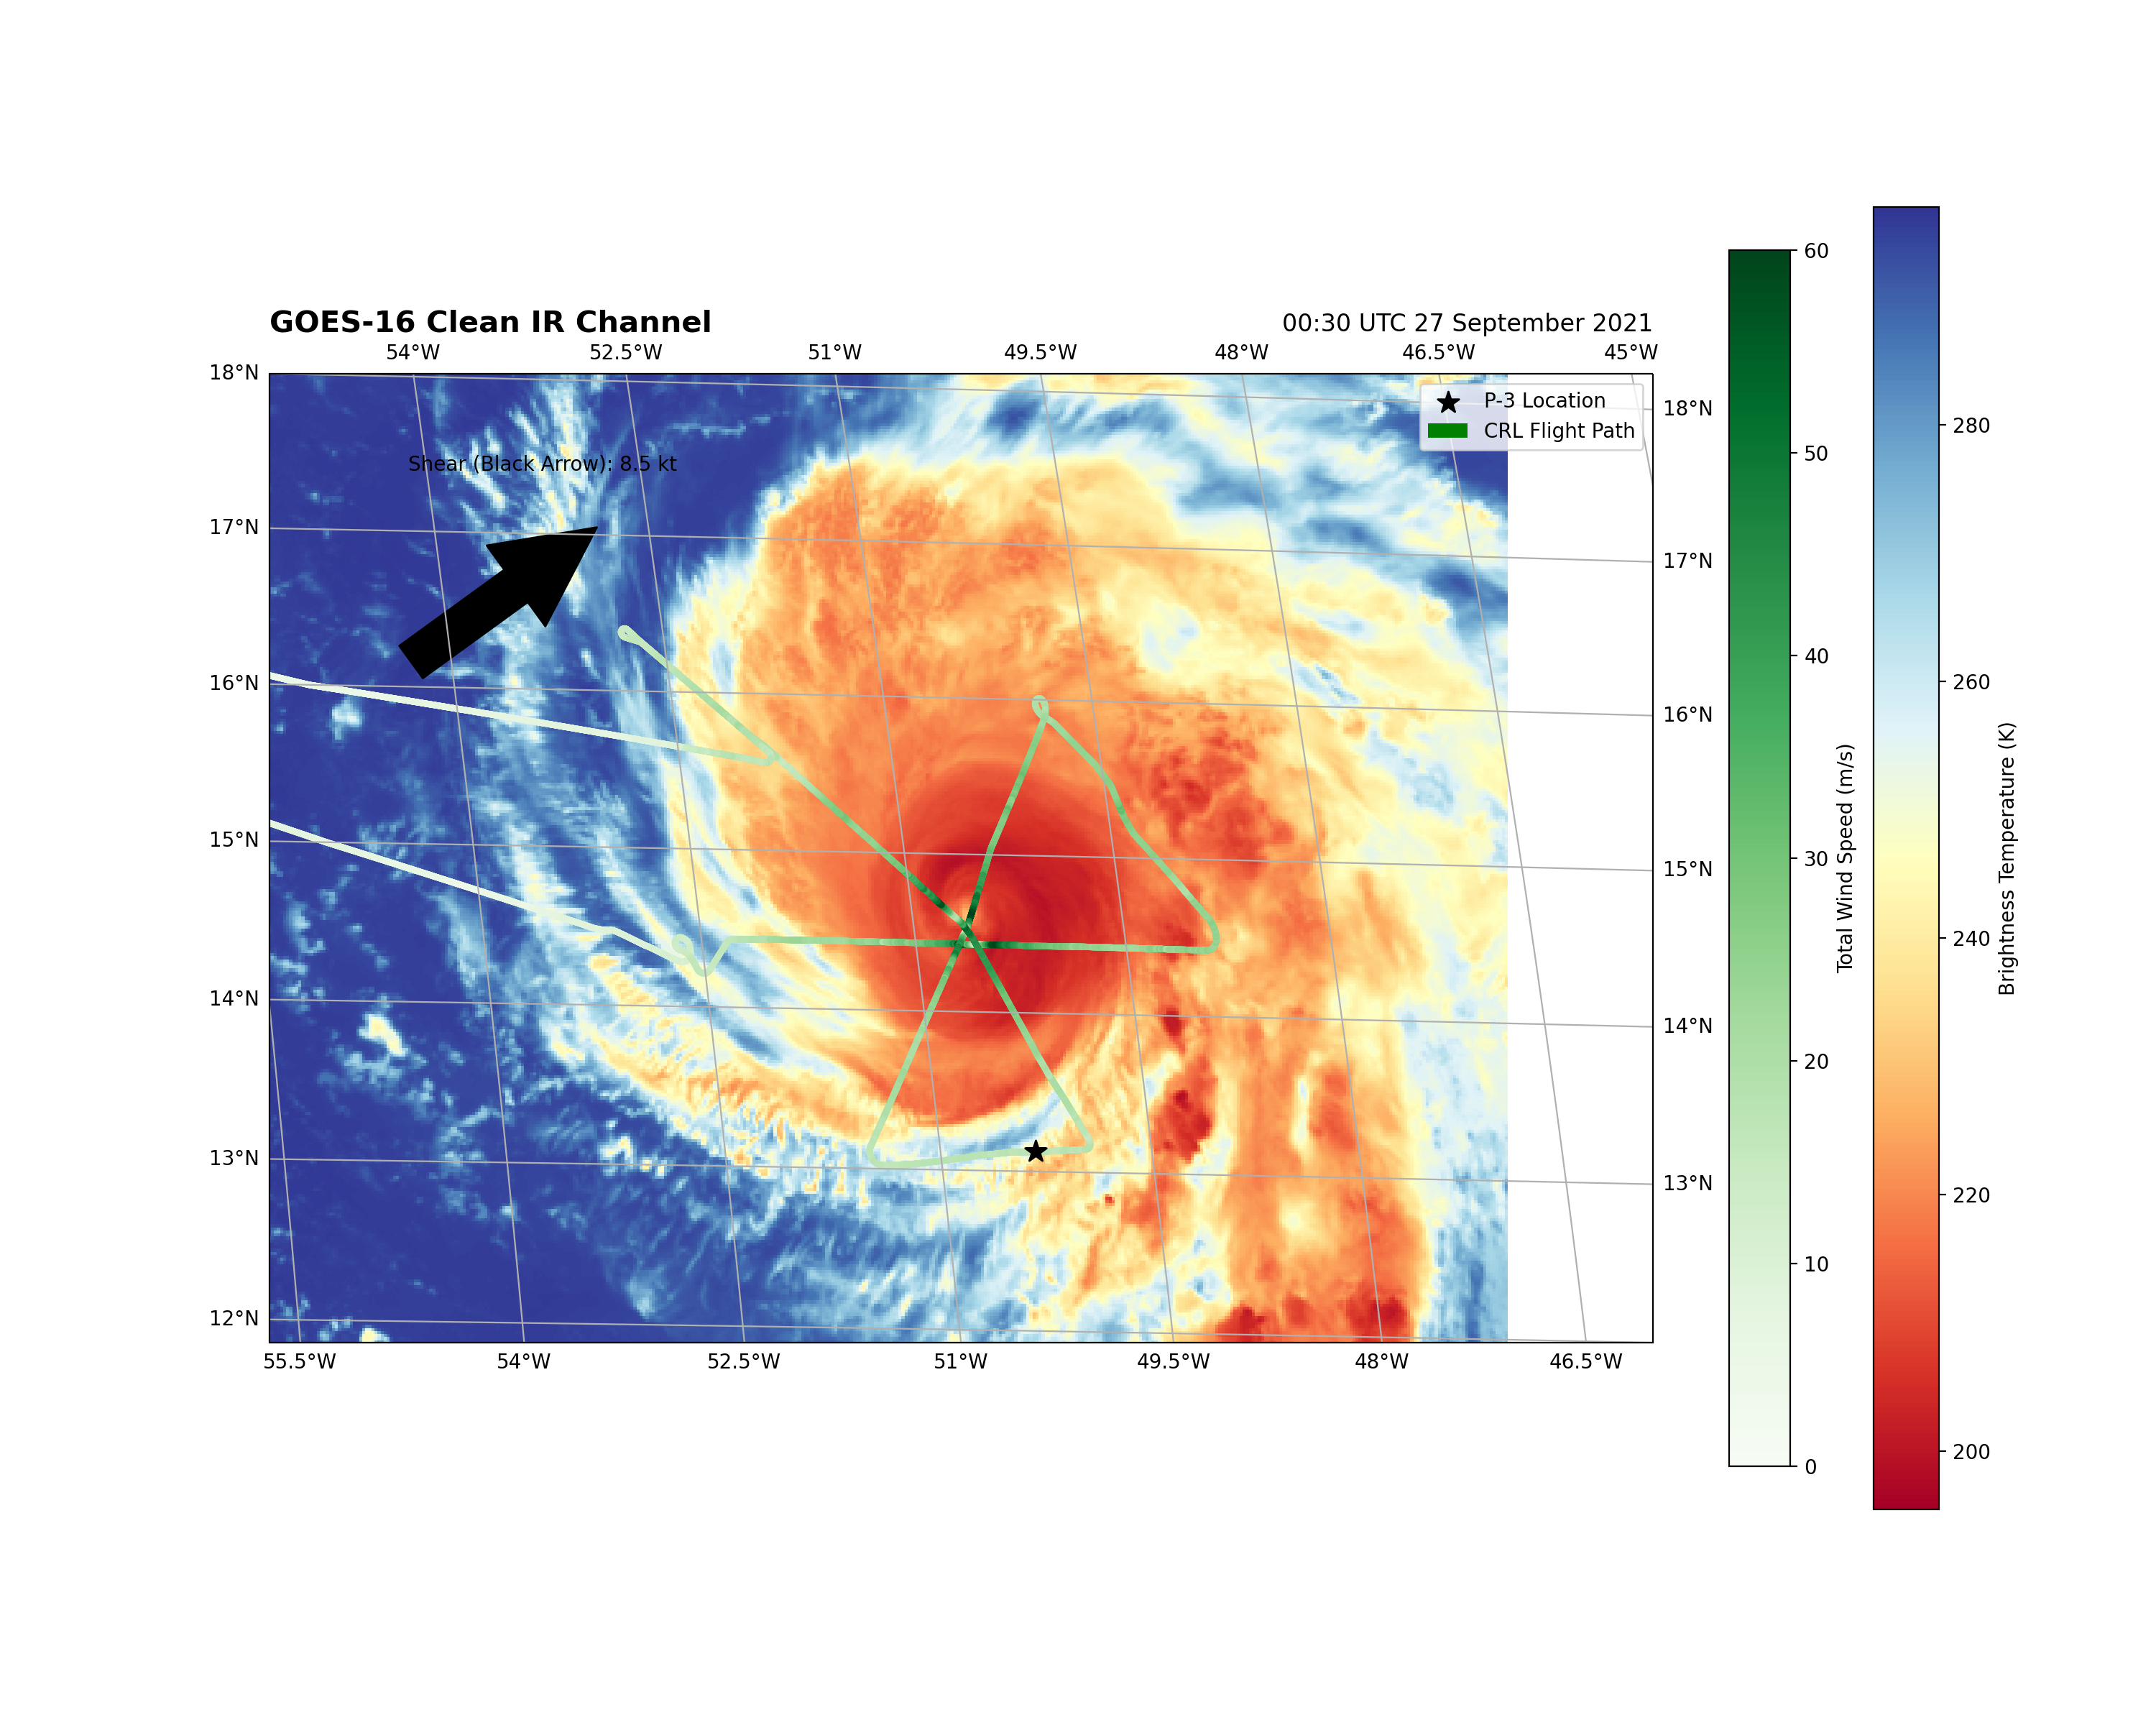 GOES-16 Clean IR Channel
00:30 UTC 27 September 2021
54°W 52.5°W 51°W 49.5°W 48°W 46.5°W 45°W
18°N
17°N
16°N
15°N
14°N
13°N
12°N
P-3 Location
CRL Flight Path
Shear (Black Arrow): 8.5 kt
18°N
17°N
16°N
15°N
14°N
13°N
55.5°W 54°W 52.5°W 51°W 49.5°W 48°W 46.5°W
60
50
40
30
20
10
0
Total Wind Speed (m/s)
280
260
240
220
200
Brightness Temperature (K)